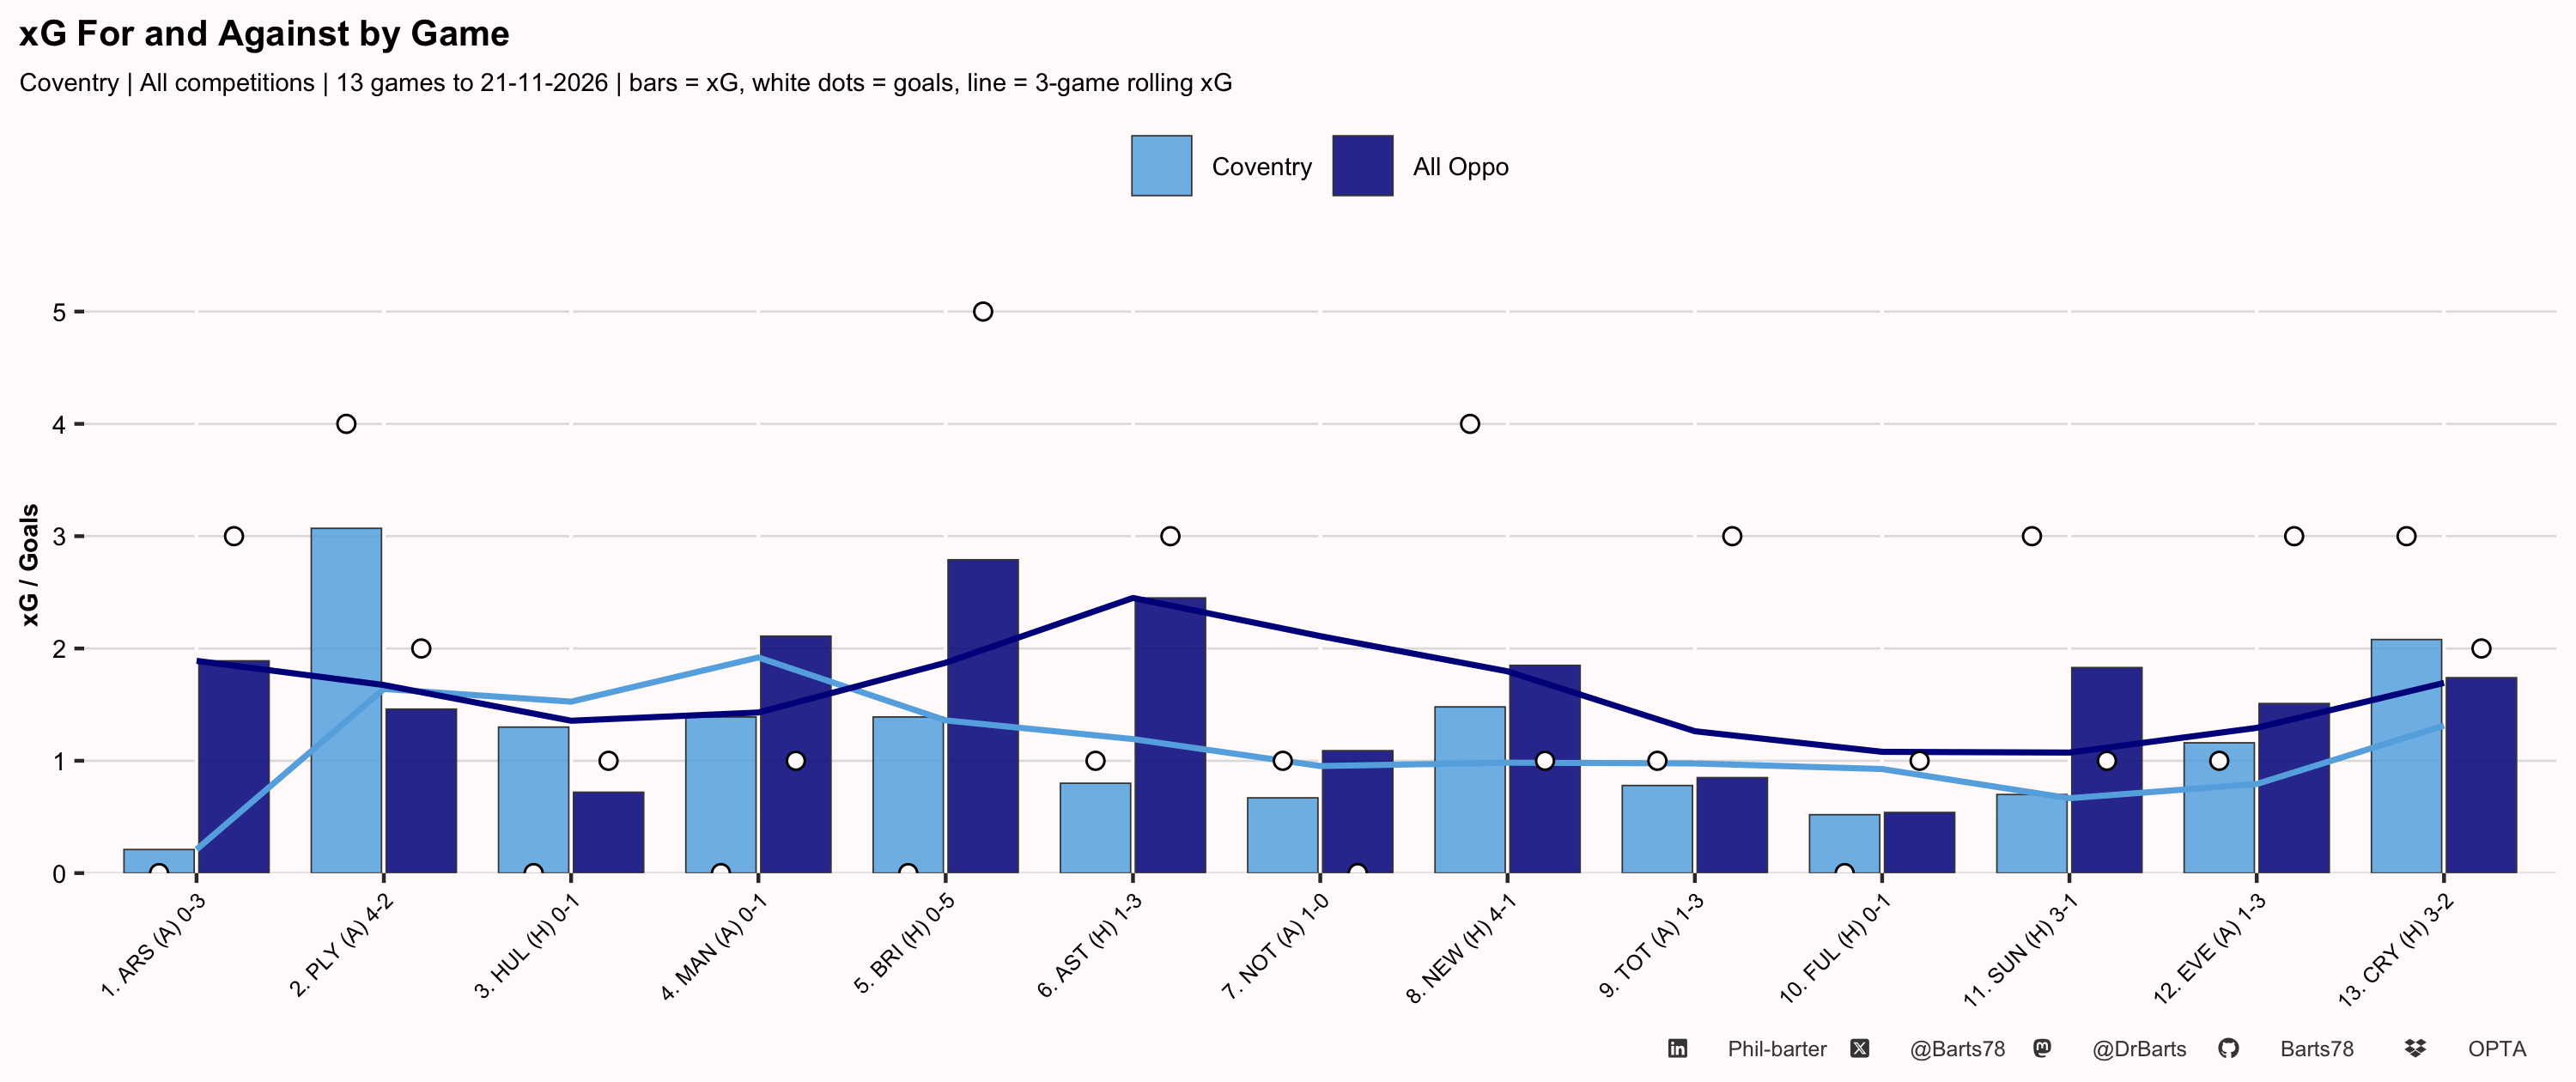 xG For and Against by Game
Coventry | All competitions | 13 games to 21-11-2026 | bars = xG, white dots = goals, line = 3-game rolling xG
Coventry
All Oppo
xG / Goals
5
4
3
2
1
0
1. ARS (A) 0-3
2. PLY (A) 4-2
3. HUL (H) 0-1
4. MAN (A) 0-1
5. BRI (H) 0-5
6. AST (H) 1-3
7. NOT (A) 1-0
8. NEW (H) 4-1
9. TOT (A) 1-3
10. FUL (H) 0-1
11. SUN (H) 3-1
12. EVE (A) 1-3
13. CRY (H) 3-2
Phil-barter @Barts78 @DrBarts Barts78 OPTA